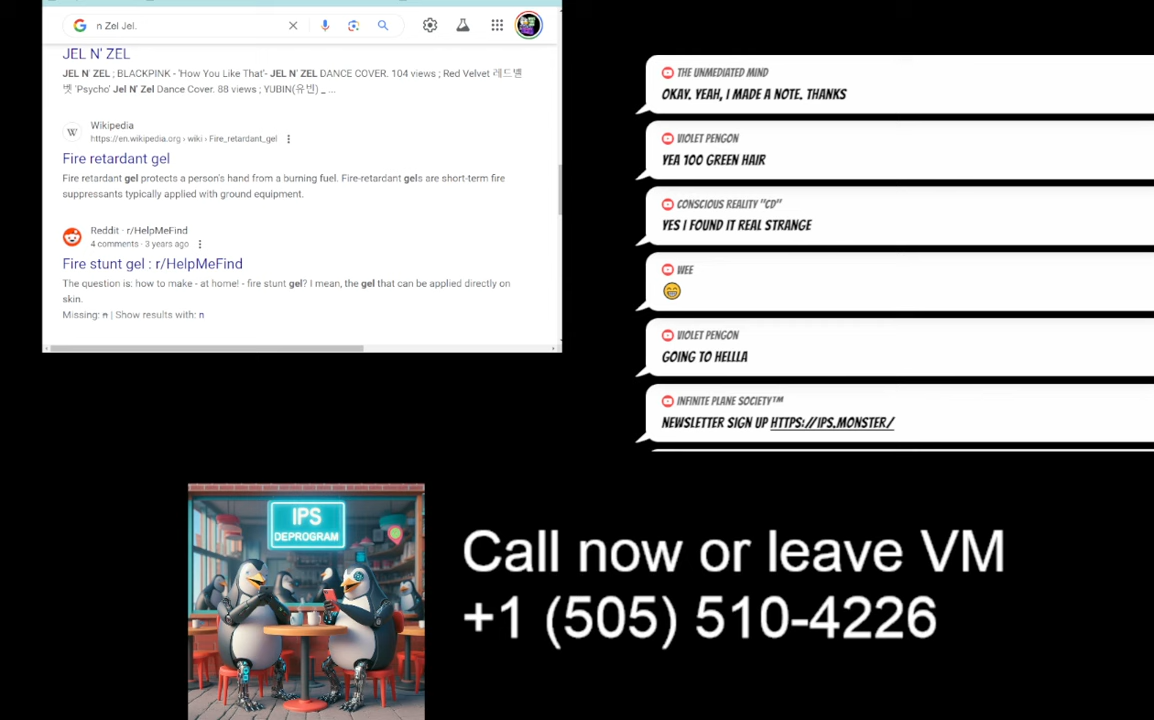 n Zel Jel.
JEL N' ZEL
JEL N' ZEL ; BLACKPINK - 'How You Like That'- JEL N' ZEL DANCE COVER. 104 views ; Red Velvet 레드벨
벳 'Psycho' Jel N' Zel Dance Cover. 88 views ; YUBIN(유빈) _ ...
Wikipedia
https://en.wikipedia.org › wiki › Fire_retardant_gel
Fire retardant gel
Fire retardant gel protects a person's hand from a burning fuel. Fire-retardant gels are short-term fire
suppressants typically applied with ground equipment.
Reddit · r/HelpMeFind
4 comments · 3 years ago
Fire stunt gel : r/HelpMeFind
The question is: how to make - at home! - fire stunt gel? I mean, the gel that can be applied directly on
skin.
Missing: n | Show results with: n
THE UNMEDIATED MIND
OKAY. YEAH, I MADE A NOTE. THANKS
VIOLET PENGON
YEA 100 GREEN HAIR
CONSCIOUS REALITY "CD"
YES I FOUND IT REAL STRANGE
WEE
😁
VIOLET PENGON
GOING TO HELLLA
INFINITE PLANE SOCIETY™
NEWSLETTER SIGN UP HTTPS://IPS.MONSTER/
IPS
DEPROGRAM
Call now or leave VM
+1 (505) 510-4226